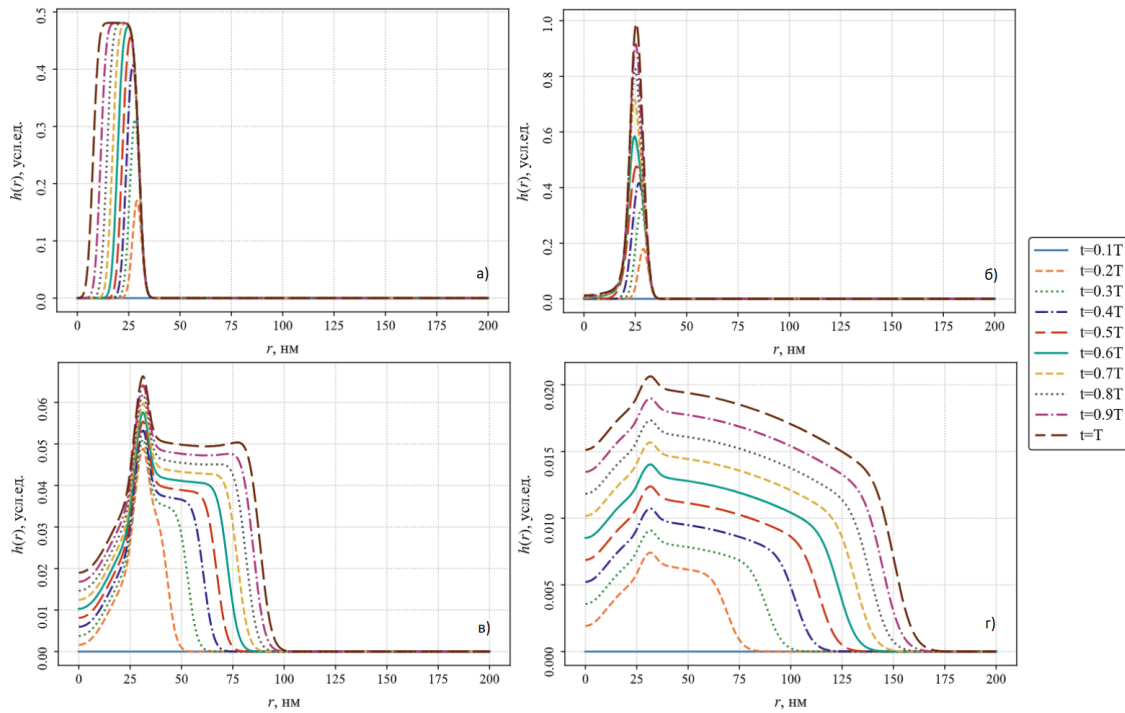 0.5
0.4
0.3
0.2
0.1
0.0
h(r), усл.ед.
а)
0 25 50 75 100 125 150 175 200
r, нм
1.0
0.8
0.6
0.4
0.2
0.0
h(r), усл.ед.
б)
0 25 50 75 100 125 150 175 200
r, нм
0.06
0.05
0.04
0.03
0.02
0.01
0.00
h(r), усл.ед.
в)
0 25 50 75 100 125 150 175 200
r, нм
0.020
0.015
0.010
0.005
0.000
h(r), усл.ед.
г)
0 25 50 75 100 125 150 175 200
r, нм
t=0.1T
t=0.2T
t=0.3T
t=0.4T
t=0.5T
t=0.6T
t=0.7T
t=0.8T
t=0.9T
t=T